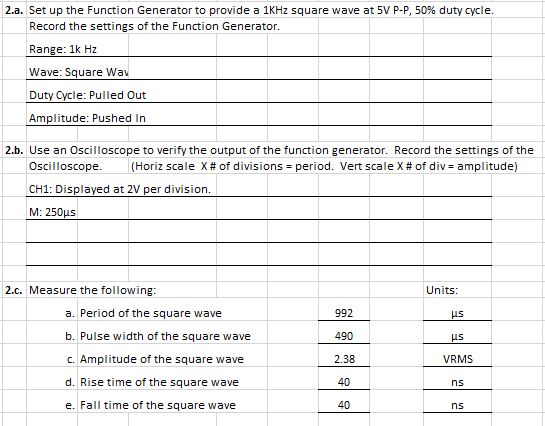 2.a. Set up the Function Generator to provide a 1KHz square wave at 5V P-P, 50% duty cycle.
Record the settings of the Function Generator.
Range: 1k Hz
Wave: Square Wav
Duty Cycle: Pulled Out
Amplitude: Pushed In
2.b. Use an Oscilloscope to verify the output of the function generator. Record the settings of the
Oscilloscope. (Horiz scale X # of divisions = period. Vert scale X # of div = amplitude)
CH1: Displayed at 2V per division.
M: 250µs
2.c. Measure the following: Units:
a. Period of the square wave 992 µs
b. Pulse width of the square wave 490 µs
c. Amplitude of the square wave 2.38 VRMS
d. Rise time of the square wave 40 ns
e. Fall time of the square wave 40 ns